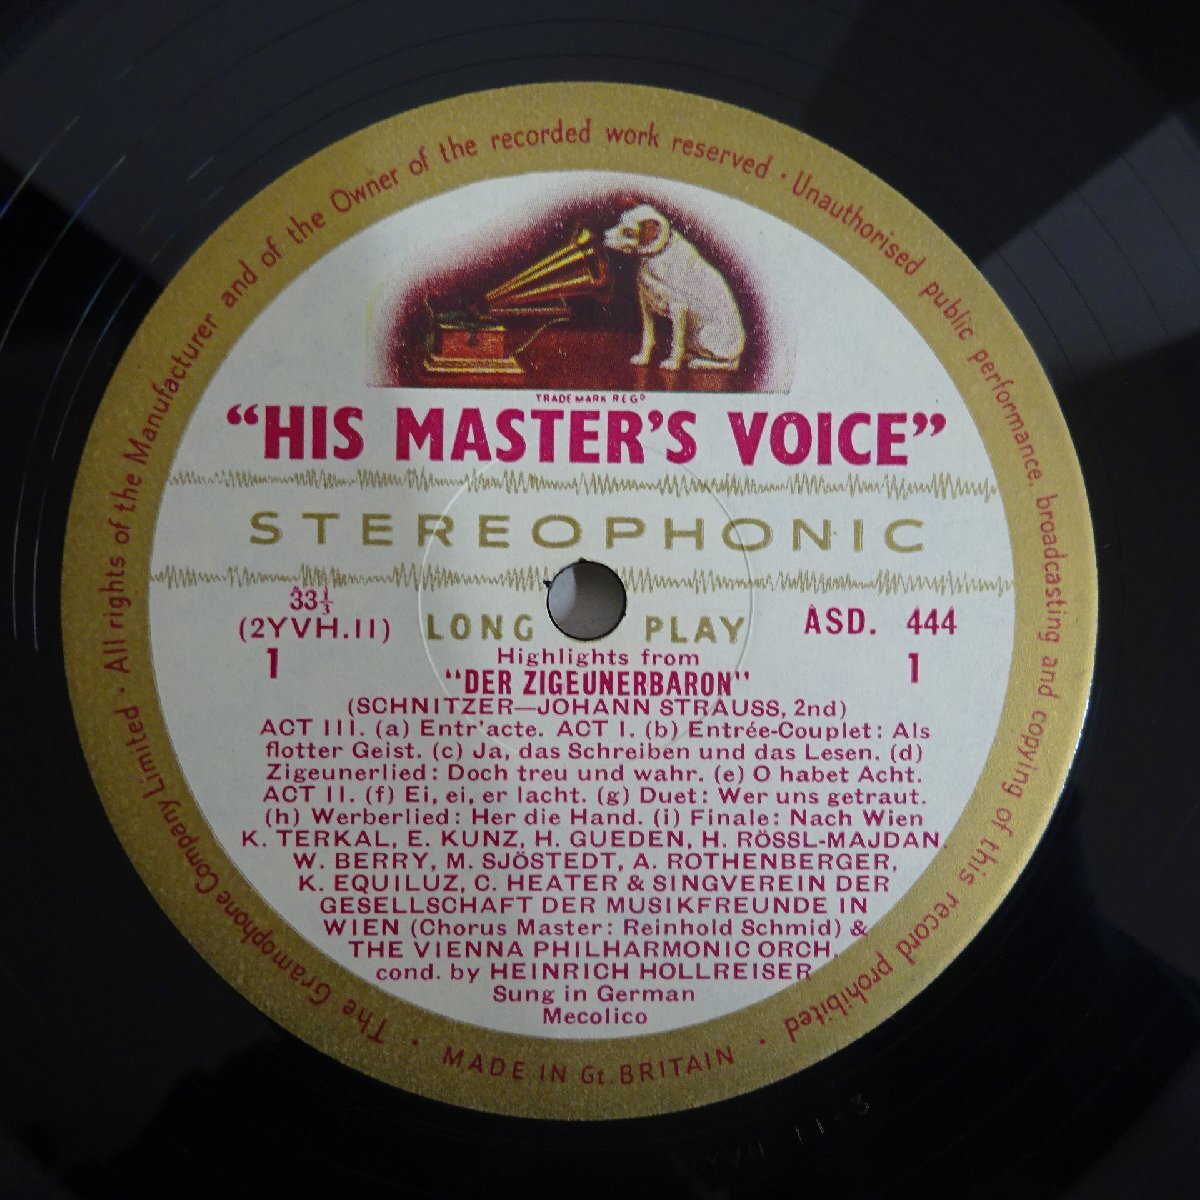 The Gramophone Company Limited · All rights of the Manufacturer and of the Owner of the recorded work reserved · Unauthorised public performance, broadcasting and copying of this record prohibited ·
TRADE MARK REGD
"HIS MASTER'S VOICE"
STEREOPHONIC
33⅓
(2YVH.11)
LONG PLAY
ASD. 444
1
1
Highlights from
"DER ZIGEUNERBARON"
(SCHNITZER—JOHANN STRAUSS, 2nd)
ACT III. (a) Entr'acte. ACT I. (b) Entrée-Couplet: Als
flotter Geist. (c) Ja, das Schreiben und das Lesen. (d)
Zigeunerlied: Doch treu und wahr. (e) O habet Acht.
ACT II. (f) Ei, ei, er lacht. (g) Duet: Wer uns getraut.
(h) Werberlied: Her die Hand. (i) Finale: Nach Wien
K. TERKAL, E. KUNZ, H. GUEDEN, H. RÖSSL-MAJDAN,
W. BERRY, M. SJÖSTEDT, A. ROTHENBERGER,
K. EQUILUZ, C. HEATER & SINGVEREIN DER
GESELLSCHAFT DER MUSIKFREUNDE IN
WIEN (Chorus Master: Reinhold Schmid) &
THE VIENNA PHILHARMONIC ORCH.
cond. by HEINRICH HOLLREISER
Sung in German
Mecolico
MADE IN Gt. BRITAIN